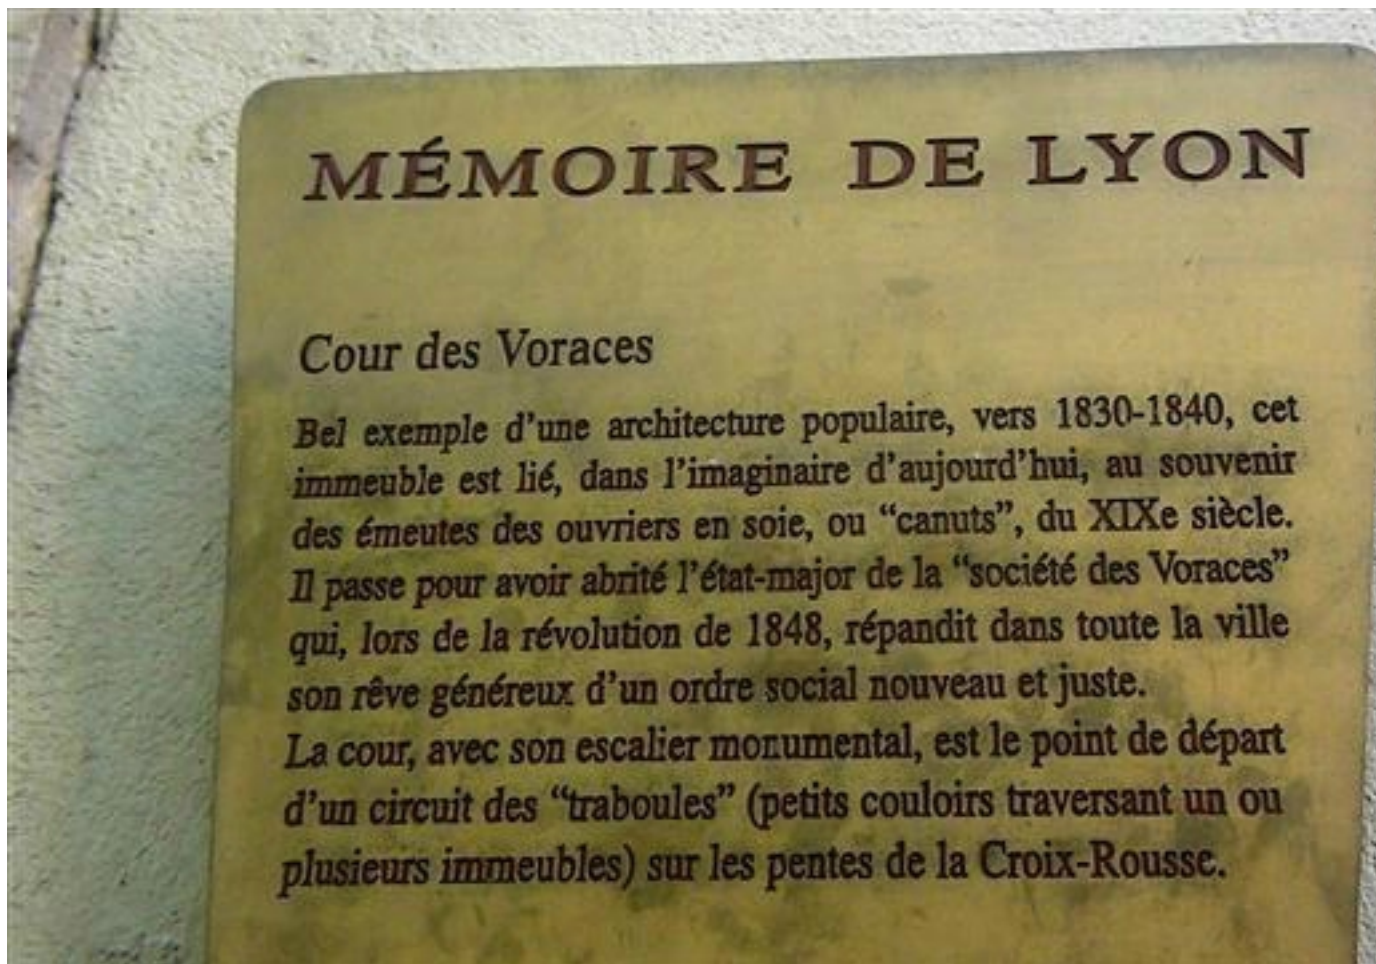 MÉMOIRE DE LYON
Cour des Voraces
Bel exemple d'une architecture populaire, vers 1830-1840, cet
immeuble est lié, dans l'imaginaire d'aujourd'hui, au souvenir
des émeutes des ouvriers en soie, ou "canuts", du XIXe siècle.
Il passe pour avoir abrité l'état-major de la "société des Voraces"
qui, lors de la révolution de 1848, répandit dans toute la ville
son rêve généreux d'un ordre social nouveau et juste.
La cour, avec son escalier monumental, est le point de départ
d'un circuit des "traboules" (petits couloirs traversant un ou
plusieurs immeubles) sur les pentes de la Croix-Rousse.